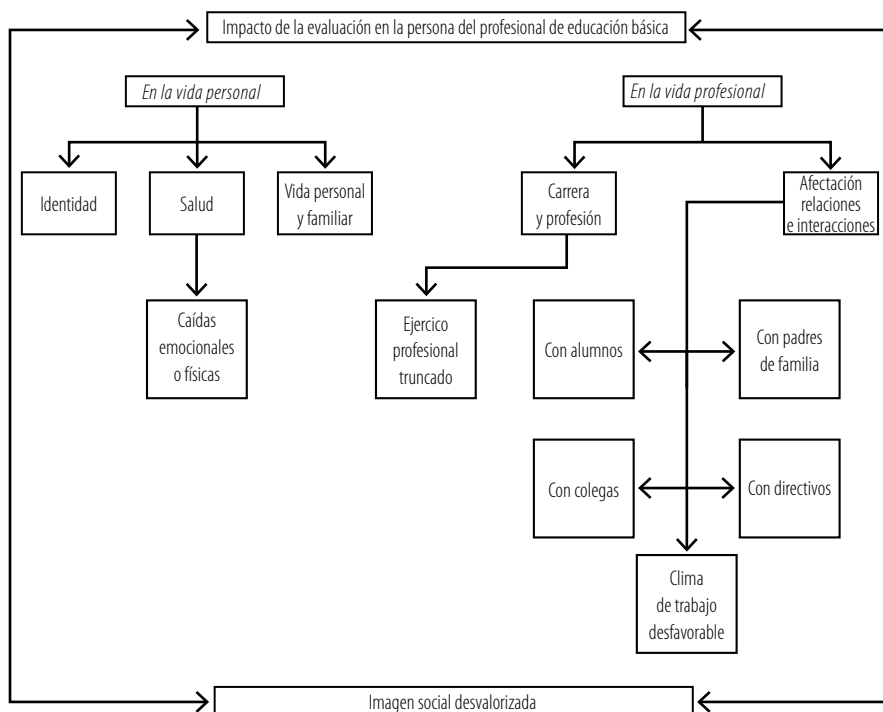 Impacto de la evaluación en la persona del profesional de educación básica
En la vida personal
En la vida profesional
Identidad
Salud
Vida personal
y familiar
Carrera
y profesión
Afectación
relaciones
e interacciones
Caídas
emocionales
o físicas
Ejercico
profesional
truncado
Con alumnos
Con padres
de familia
Con colegas
Con directivos
Clima
de trabajo
desfavorable
Imagen social desvalorizada